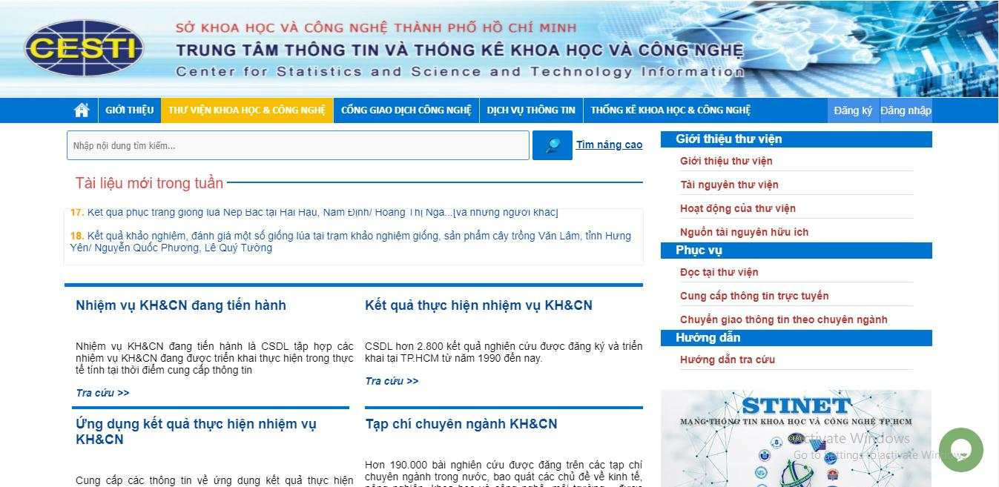 CESTI
SỞ KHOA HỌC VÀ CÔNG NGHỆ THÀNH PHỐ HỒ CHÍ MINH
TRUNG TÂM THÔNG TIN VÀ THỐNG KÊ KHOA HỌC VÀ CÔNG NGHỆ
Center for Statistics and Science and Technology Information
GIỚI THIỆU THƯ VIỆN KHOA HỌC & CÔNG NGHỆ CỔNG GIAO DỊCH CÔNG NGHỆ DỊCH VỤ THÔNG TIN THỐNG KÊ KHOA HỌC & CÔNG NGHỆ Đăng ký Đăng nhập
Nhập nội dung tìm kiếm...
Tìm nâng cao
Tài liệu mới trong tuần
17. Kết quả phục tráng giống lúa Nếp Bắc tại Hải Hậu, Nam Định/ Hoàng Thị Nga...[và những người khác]
18. Kết quả khảo nghiệm, đánh giá một số giống lúa tại trạm khảo nghiệm giống, sản phẩm cây trồng Văn Lâm, tỉnh Hưng
Yên/ Nguyễn Quốc Phương, Lê Quý Tường
Nhiệm vụ KH&CN đang tiến hành
Nhiệm vụ KH&CN đang tiến hành là CSDL tập hợp các
nhiệm vụ KH&CN đang được triển khai thực hiện trong thực
tế tính tại thời điểm cung cấp thông tin
Tra cứu >>
Kết quả thực hiện nhiệm vụ KH&CN
CSDL hơn 2.800 kết quả nghiên cứu được đăng ký và triển
khai tại TP.HCM từ năm 1990 đến nay.
Tra cứu >>
Ứng dụng kết quả thực hiện nhiệm vụ
KH&CN
Cung cấp các thông tin về ứng dụng kết quả thực hiện
Tạp chí chuyên ngành KH&CN
Hơn 190.000 bài nghiên cứu được đăng trên các tạp chí
chuyên ngành trong nước, bao quát các chủ đề về kinh tế,
nông nghiệp, khoa học và công nghệ, môi trường... được
Giới thiệu thư viện
Giới thiệu thư viện
Tài nguyên thư viện
Hoạt động của thư viện
Nguồn tài nguyên hữu ích
Phục vụ
Đọc tại thư viện
Cung cấp thông tin trực tuyến
Chuyển giao thông tin theo chuyên ngành
Hướng dẫn
Hướng dẫn tra cứu
STINET
MẠNG THÔNG TIN KHOA HỌC VÀ CÔNG NGHỆ TP.HCM
CESTI
Activate Windows
Go to Settings to activate Windows.